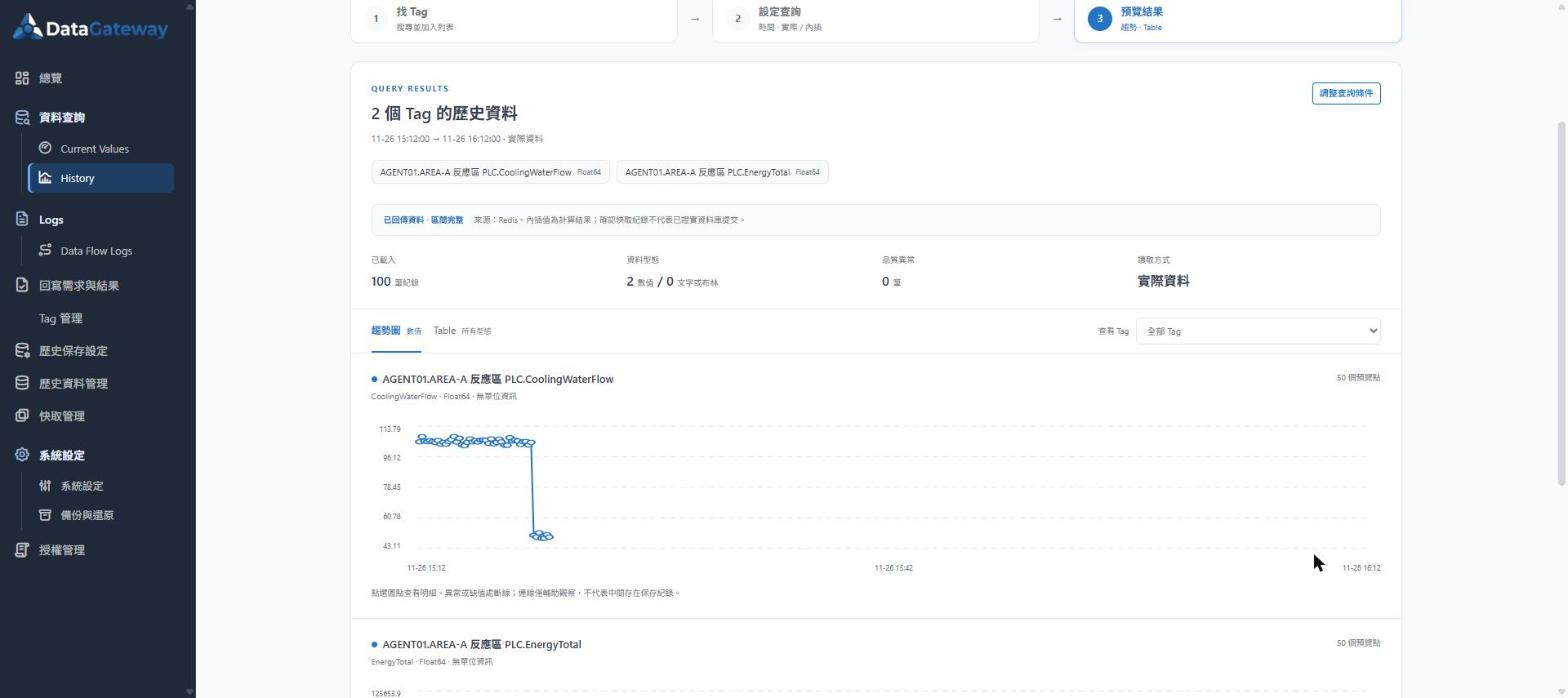 DataGateway
總覽
資料查詢
Current Values
History
Logs
Data Flow Logs
回寫需求與結果
Tag 管理
歷史保存設定
歷史資料管理
快取管理
系統設定
系統設定
備份與還原
授權管理
1 找 Tag
搜尋並加入列表
→
2 設定查詢
時間 · 實際 / 內插
→
3 預覽結果
趨勢 · Table
QUERY RESULTS
調整查詢條件
2 個 Tag 的歷史資料
11-26 15:12:00 → 11-26 16:12:00 · 實際資料
AGENT01.AREA-A 反應區 PLC.CoolingWaterFlow Float64
AGENT01.AREA-A 反應區 PLC.EnergyTotal Float64
已回傳資料 · 區間完整 來源：Redis。內插值為計算結果；確認快取紀錄不代表已證實資料庫提交。
已載入
100 筆紀錄
資料型態
2 數值 / 0 文字或布林
品質異常
0 筆
讀取方式
實際資料
趨勢圖 數值
Table 所有型態
查看 Tag 全部 Tag
AGENT01.AREA-A 反應區 PLC.CoolingWaterFlow
50 個預覽點
CoolingWaterFlow · Float64 · 無單位資訊
113.79
96.12
78.45
60.78
43.11
11-26 15:12
11-26 15:42
11-26 16:12
點選圓點查看明細。異常或缺值處斷線；連線僅輔助觀察，不代表中間存在保存紀錄。
AGENT01.AREA-A 反應區 PLC.EnergyTotal
50 個預覽點
EnergyTotal · Float64 · 無單位資訊
125653.9